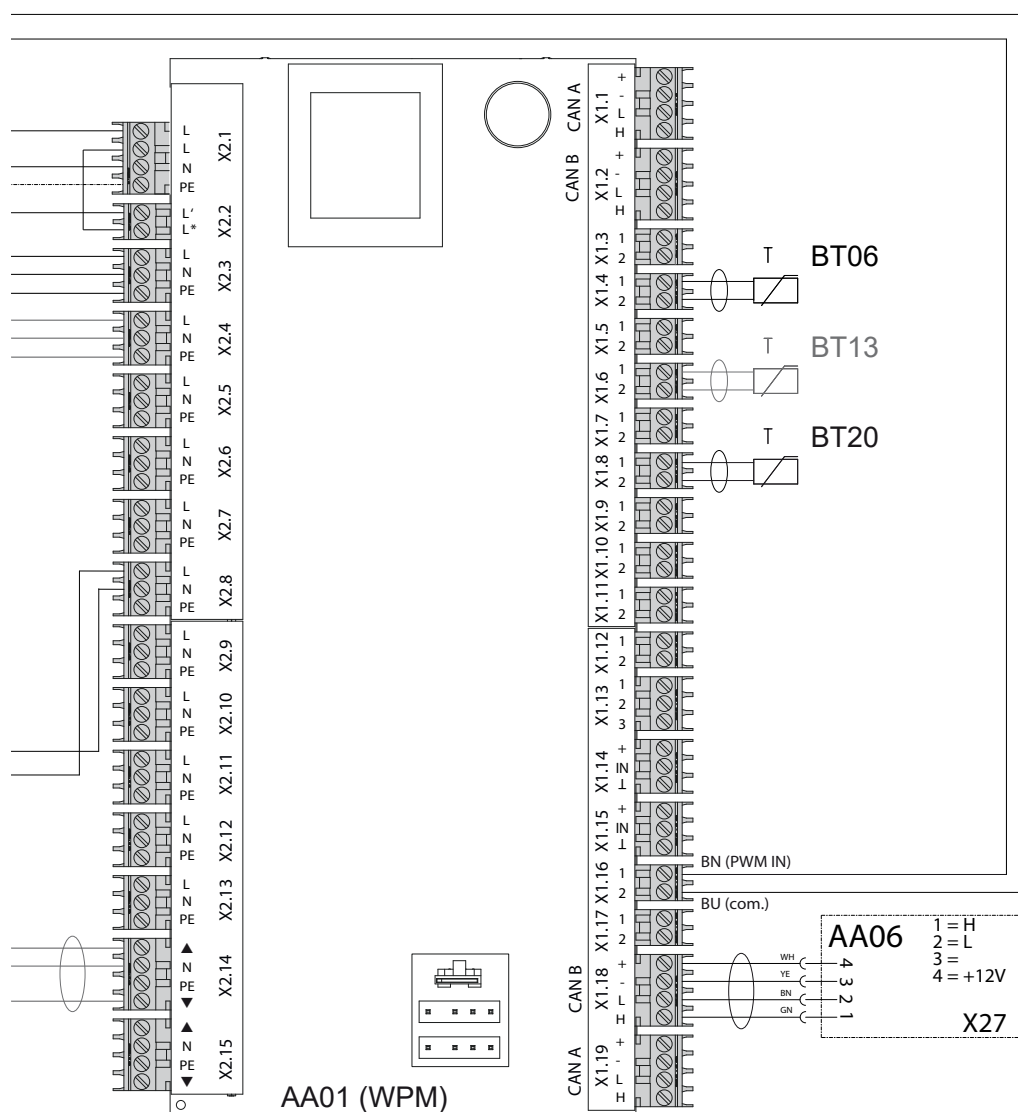 L
L
N
PE
X2.1
L'
L*
X2.2
L
N
PE
X2.3
L
N
PE
X2.4
L
N
PE
X2.5
L
N
PE
X2.6
L
N
PE
X2.7
L
N
PE
X2.8
L
N
PE
X2.9
L
N
PE
X2.10
L
N
PE
X2.11
L
N
PE
X2.12
L
N
PE
X2.13
▲
N
PE
▼
X2.14
▲
N
PE
▼
X2.15
AA01 (WPM)
CAN A
X1.1
+
-
L
H
CAN B
X1.2
+
-
L
H
X1.3
1
2
X1.4
1
2
T
BT06
X1.5
1
2
X1.6
1
2
T
BT13
X1.7
1
2
X1.8
1
2
T
BT20
X1.9
1
2
X1.10
1
2
X1.11
1
2
X1.12
1
2
X1.13
1
2
3
X1.14
+
IN
⊥
X1.15
+
IN
⊥
X1.16
1
2
BN (PWM IN)
BU (com.)
X1.17
1
2
CAN B
X1.18
+
-
L
H
WH
YE
BN
GN
4
3
2
1
AA06
1 = H
2 = L
3 =
4 = +12V
X27
CAN A
X1.19
+
-
L
H